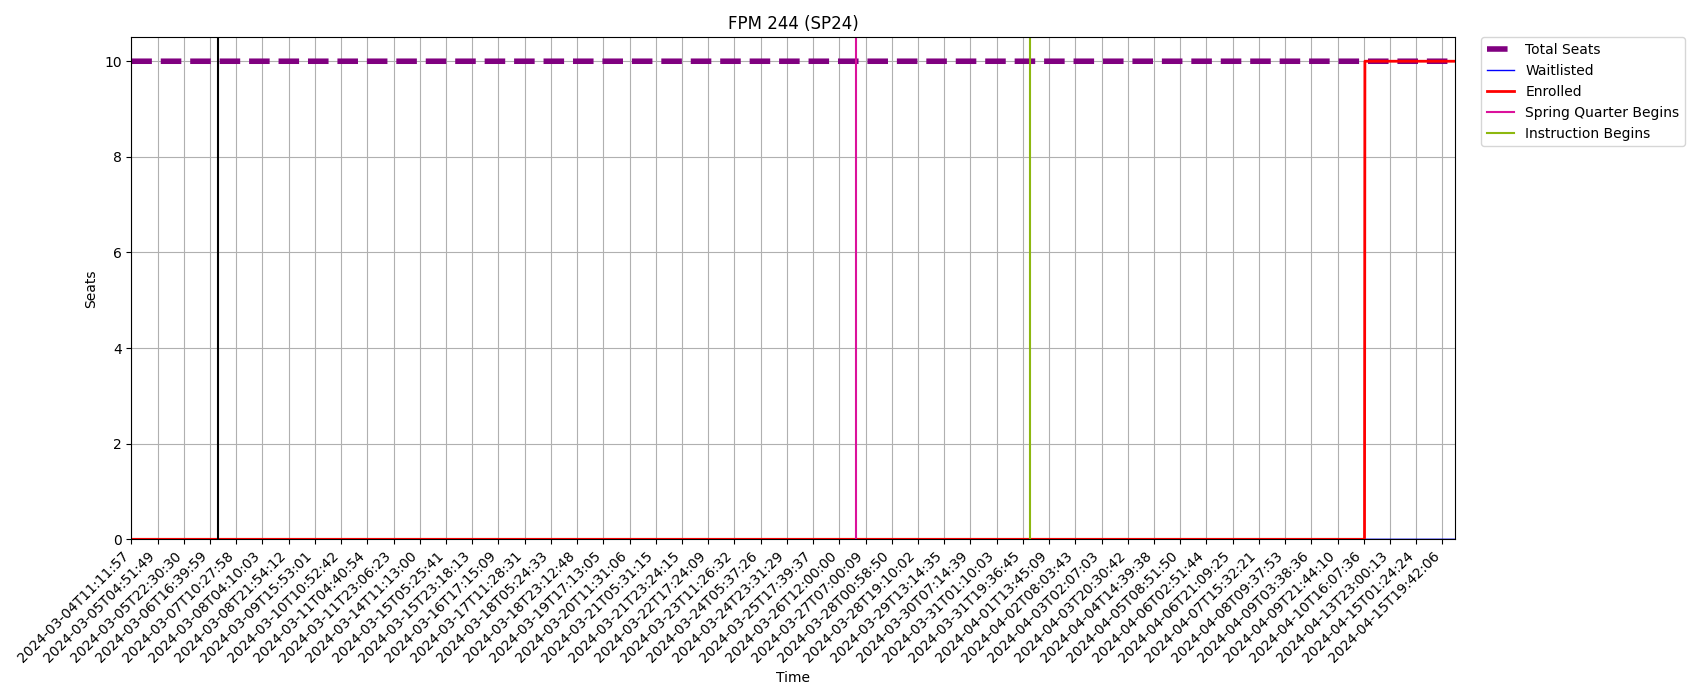 FPM 244 (SP24)
Total Seats
Waitlisted
Enrolled
Spring Quarter Begins
Instruction Begins
Seats
10
8
6
4
2
0
2024-03-04T11:11:57
2024-03-05T04:51:49
2024-03-05T22:30:30
2024-03-06T16:39:59
2024-03-07T10:27:58
2024-03-08T04:10:03
2024-03-08T21:54:12
2024-03-09T15:53:01
2024-03-10T10:52:42
2024-03-11T04:40:54
2024-03-11T23:06:23
2024-03-14T11:13:00
2024-03-15T05:25:41
2024-03-15T23:18:13
2024-03-16T17:15:09
2024-03-17T11:28:31
2024-03-18T05:24:33
2024-03-18T23:12:48
2024-03-19T17:13:05
2024-03-20T11:31:06
2024-03-21T05:31:15
2024-03-21T23:24:15
2024-03-22T17:24:09
2024-03-23T11:26:32
2024-03-24T05:37:26
2024-03-24T23:31:29
2024-03-25T17:39:37
2024-03-26T12:00:00
2024-03-27T07:00:09
2024-03-28T00:58:50
2024-03-28T19:10:02
2024-03-29T13:14:35
2024-03-30T07:14:39
2024-03-31T01:10:03
2024-03-31T19:36:45
2024-04-01T13:45:09
2024-04-02T08:03:43
2024-04-03T02:07:03
2024-04-03T20:30:42
2024-04-04T14:39:38
2024-04-05T08:51:50
2024-04-06T02:51:44
2024-04-06T21:09:25
2024-04-07T15:32:21
2024-04-08T09:37:53
2024-04-09T03:38:36
2024-04-09T21:44:10
2024-04-10T16:07:36
2024-04-13T23:00:13
2024-04-15T01:24:24
2024-04-15T19:42:06
Time